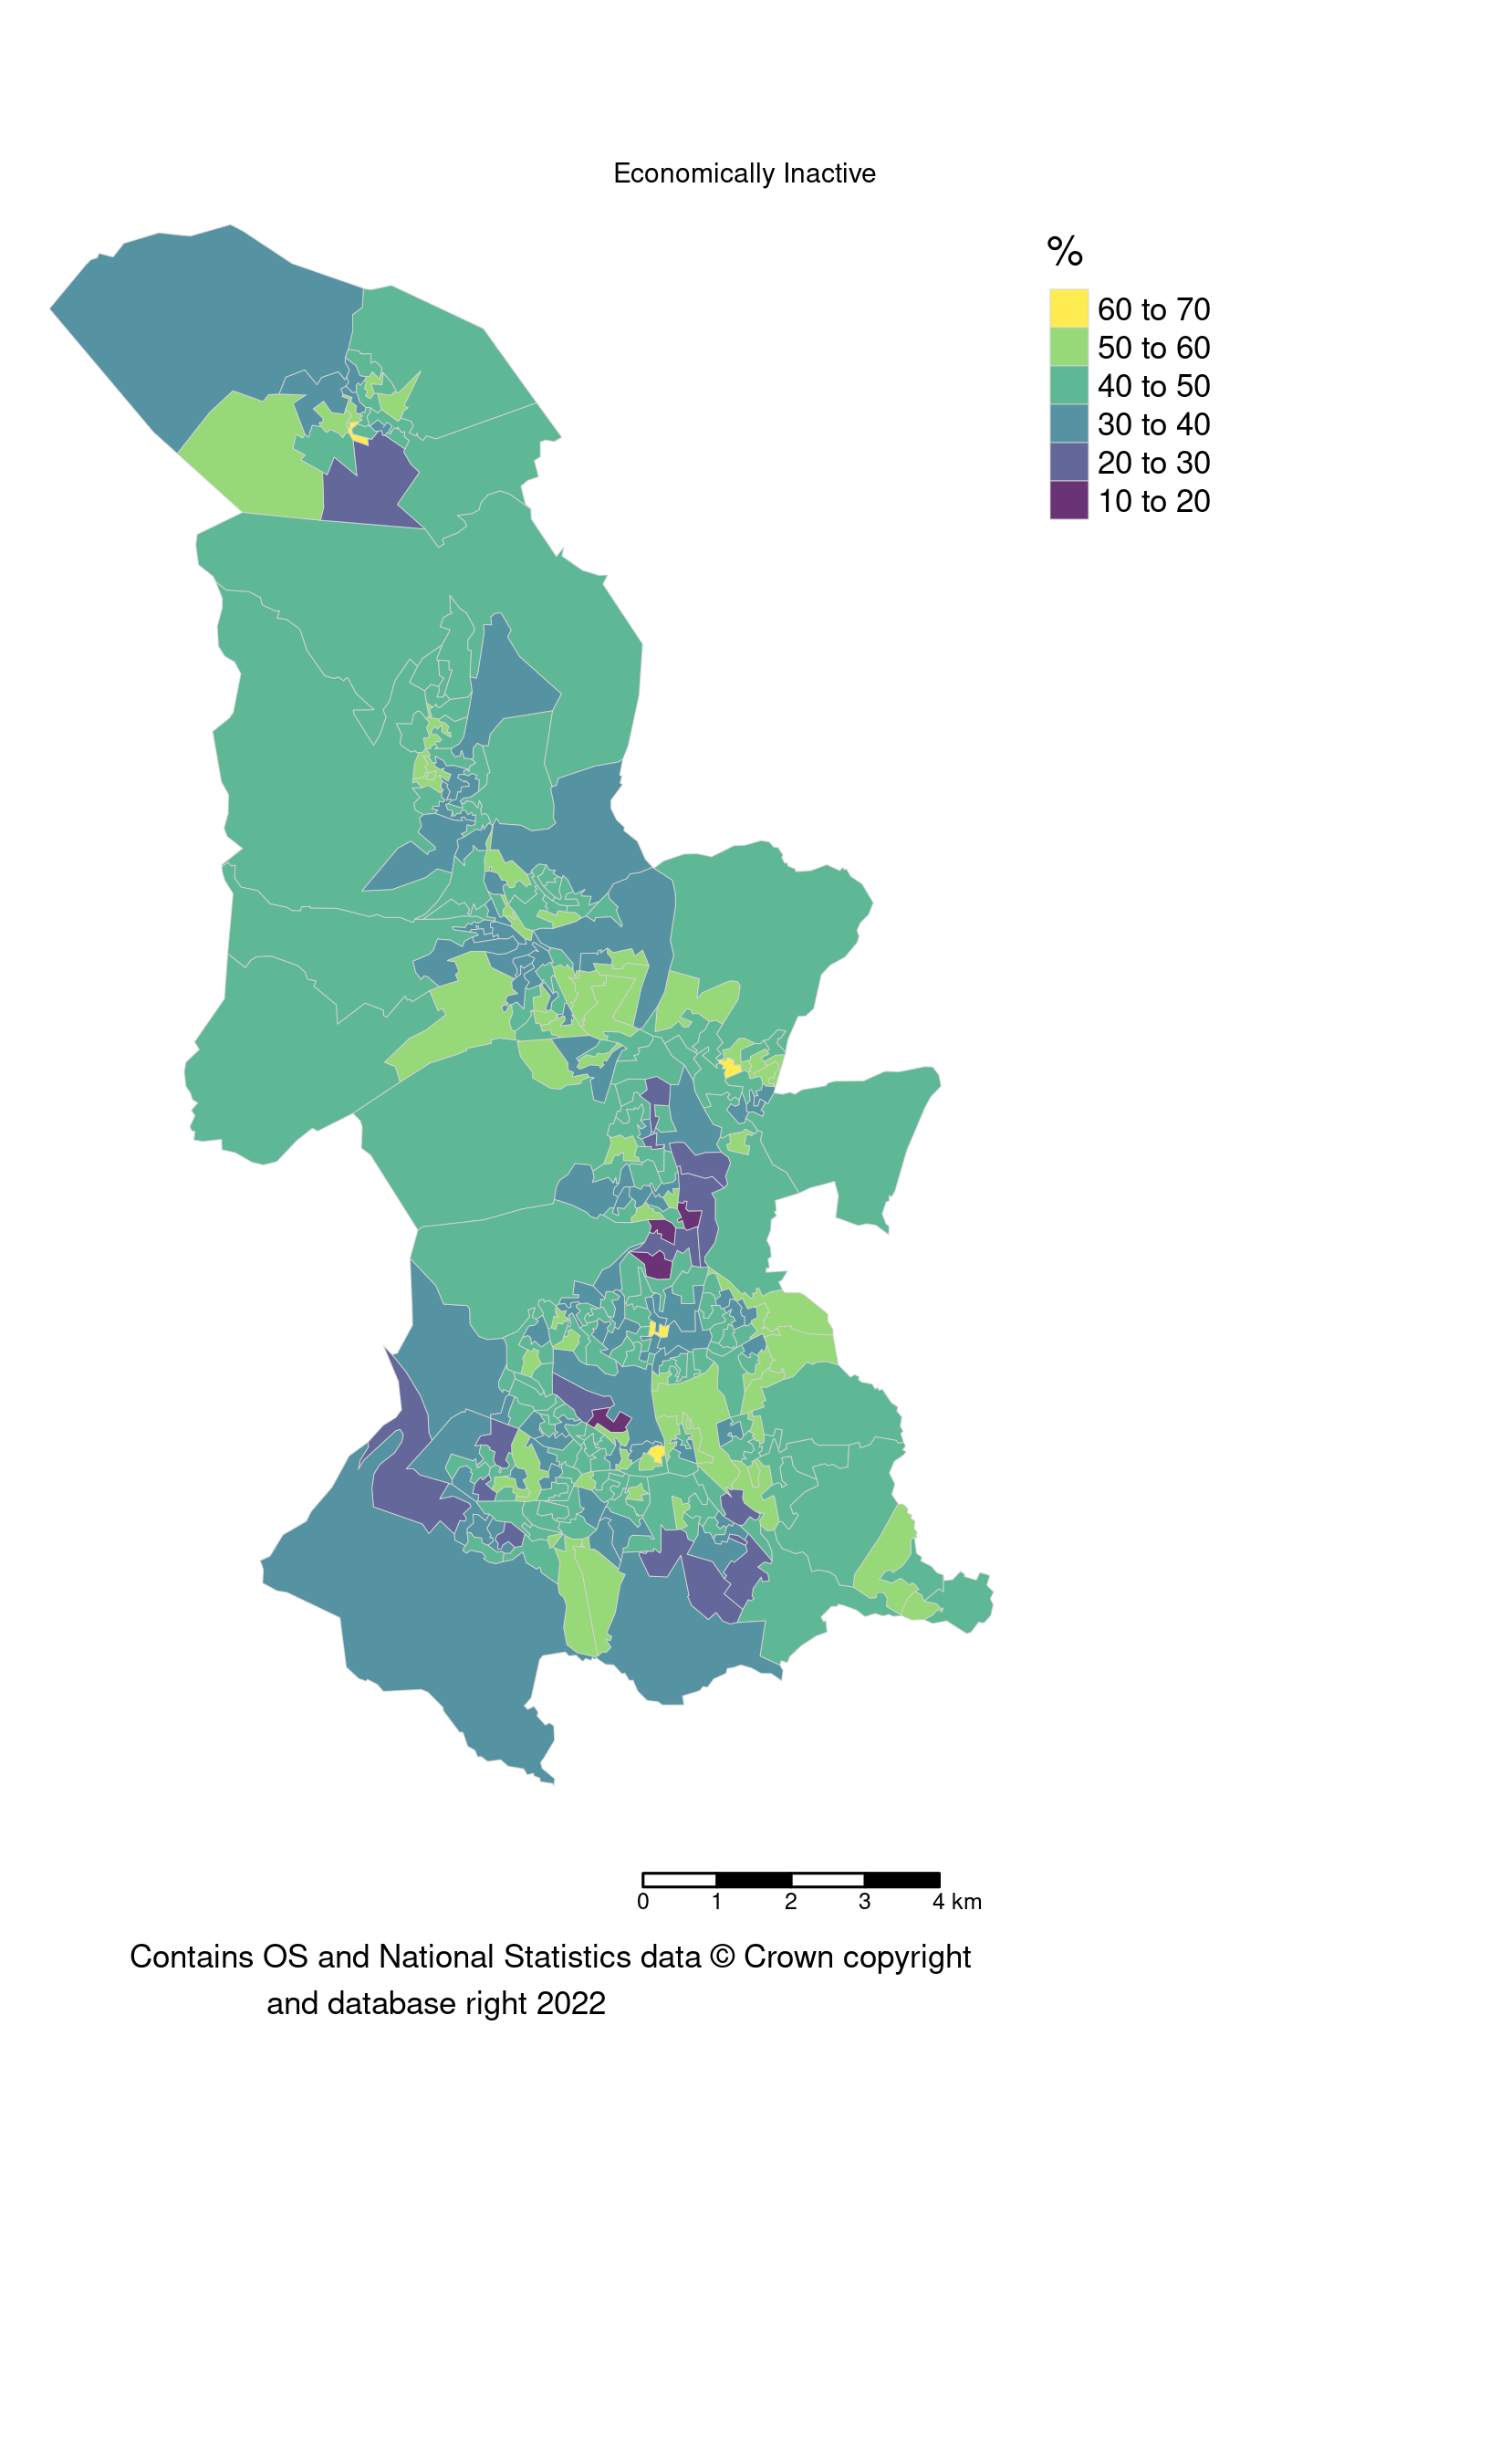 Economically Inactive
%
60 to 70
50 to 60
40 to 50
30 to 40
20 to 30
10 to 20
0 1 2 3 4 km
Contains OS and National Statistics data © Crown copyright
and database right 2022